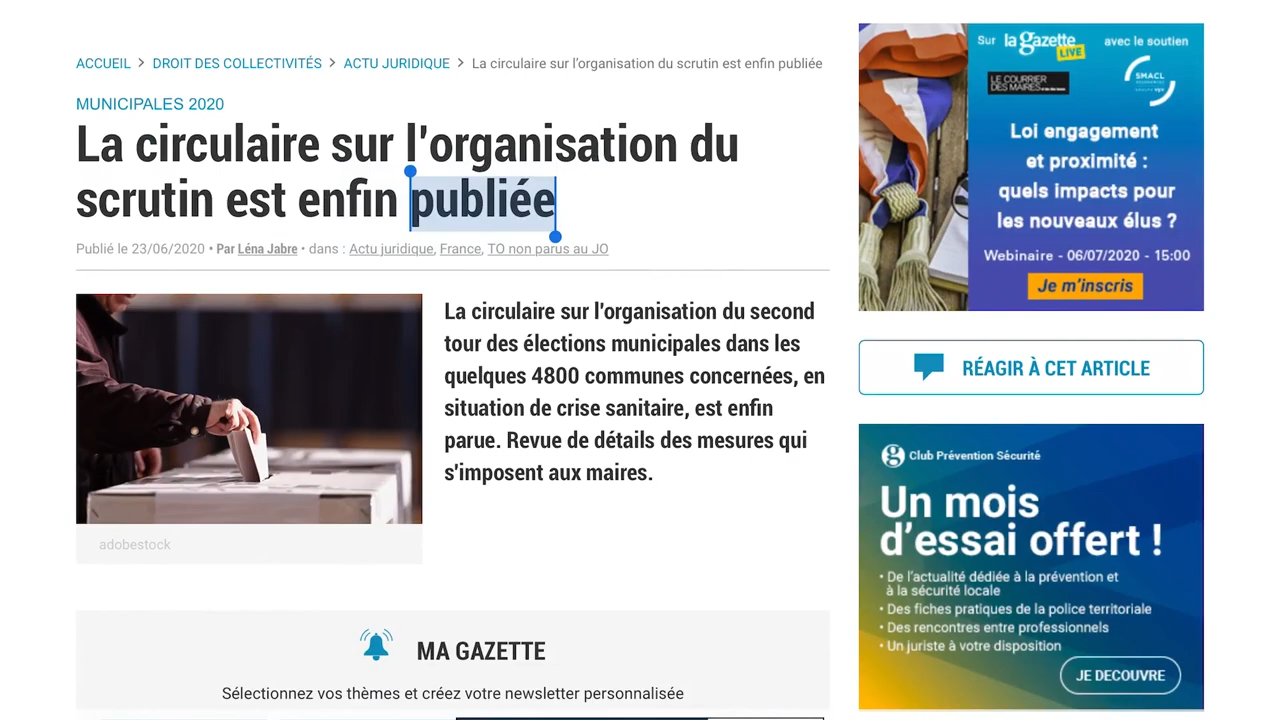 ACCUEIL > DROIT DES COLLECTIVITÉS > ACTU JURIDIQUE > La circulaire sur l'organisation du scrutin est enfin publiée
MUNICIPALES 2020
La circulaire sur l'organisation du
scrutin est enfin publiée
Publié le 23/06/2020 • Par Léna Jabre • dans : Actu juridique, France, TO non parus au JO
La circulaire sur l'organisation du second
tour des élections municipales dans les
quelques 4800 communes concernées, en
situation de crise sanitaire, est enfin
parue. Revue de détails des mesures qui
s'imposent aux maires.
adobestock
MA GAZETTE
Sélectionnez vos thèmes et créez votre newsletter personnalisée
Sur la gazette LIVE avec le soutien
LE COURRIER
DES MAIRES
SMACL
Loi engagement
et proximité :
quels impacts pour
les nouveaux élus ?
Webinaire - 06/07/2020 - 15:00
Je m'inscris
RÉAGIR À CET ARTICLE
g Club Prévention Sécurité
Un mois
d'essai offert !
• De l'actualité dédiée à la prévention et
à la sécurité locale
• Des fiches pratiques de la police territoriale
• Des rencontres entre professionnels
• Un juriste à votre disposition
JE DECOUVRE